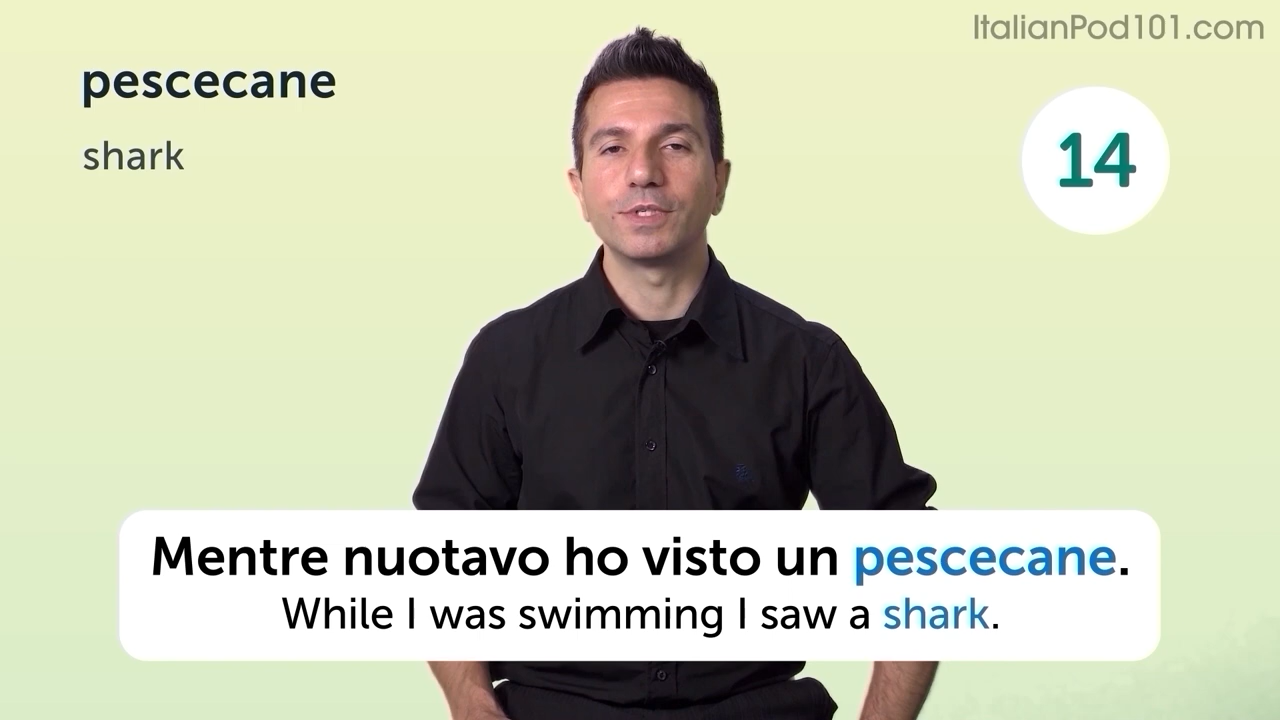 ItalianPod101.com
pescecane
shark
14
Mentre nuotavo ho visto un pescecane.
While I was swimming I saw a shark.